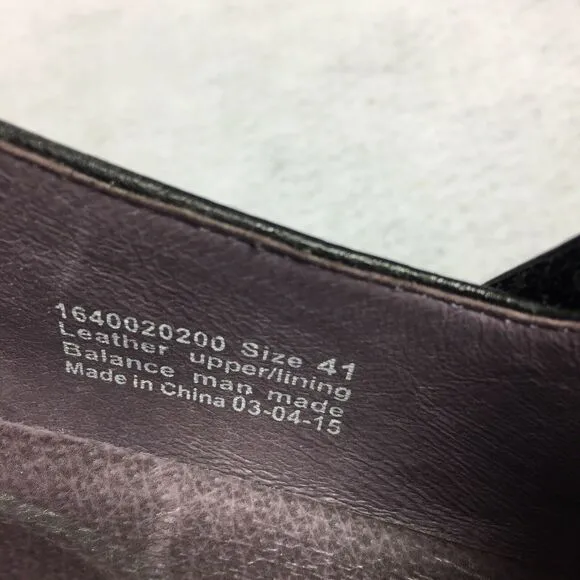 1640020200 Size 41
Leather upper/lining
Balance man made
Made in China 03-04-15